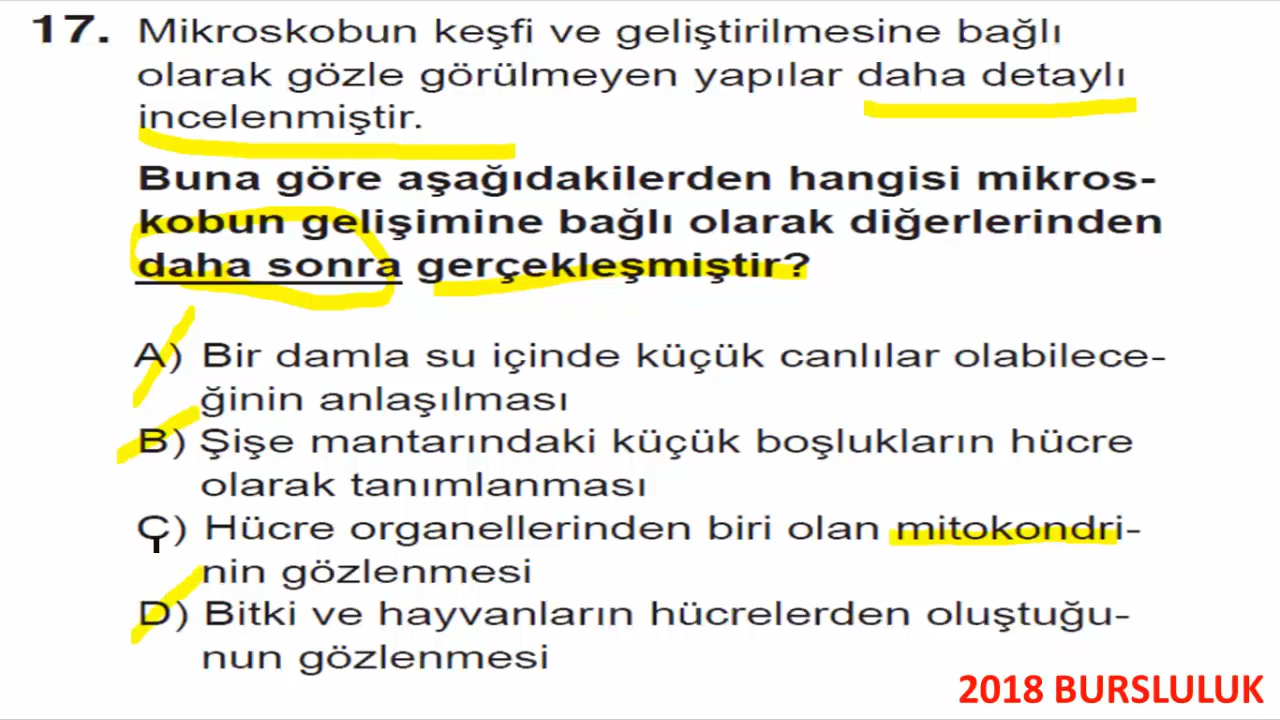 17. Mikroskobun keşfi ve geliştirilmesine bağlı
olarak gözle görülmeyen yapılar daha detaylı
incelenmiştir.
Buna göre aşağıdakilerden hangisi mikros-
kobun gelişimine bağlı olarak diğerlerinden
daha sonra gerçekleşmiştir?
A) Bir damla su içinde küçük canlılar olabilece-
ğinin anlaşılması
B) Şişe mantarındaki küçük boşlukların hücre
olarak tanımlanması
C) Hücre organellerinden biri olan mitokondri-
nin gözlenmesi
D) Bitki ve hayvanların hücrelerden oluştuğu-
nun gözlenmesi
2018 BURSLULUK